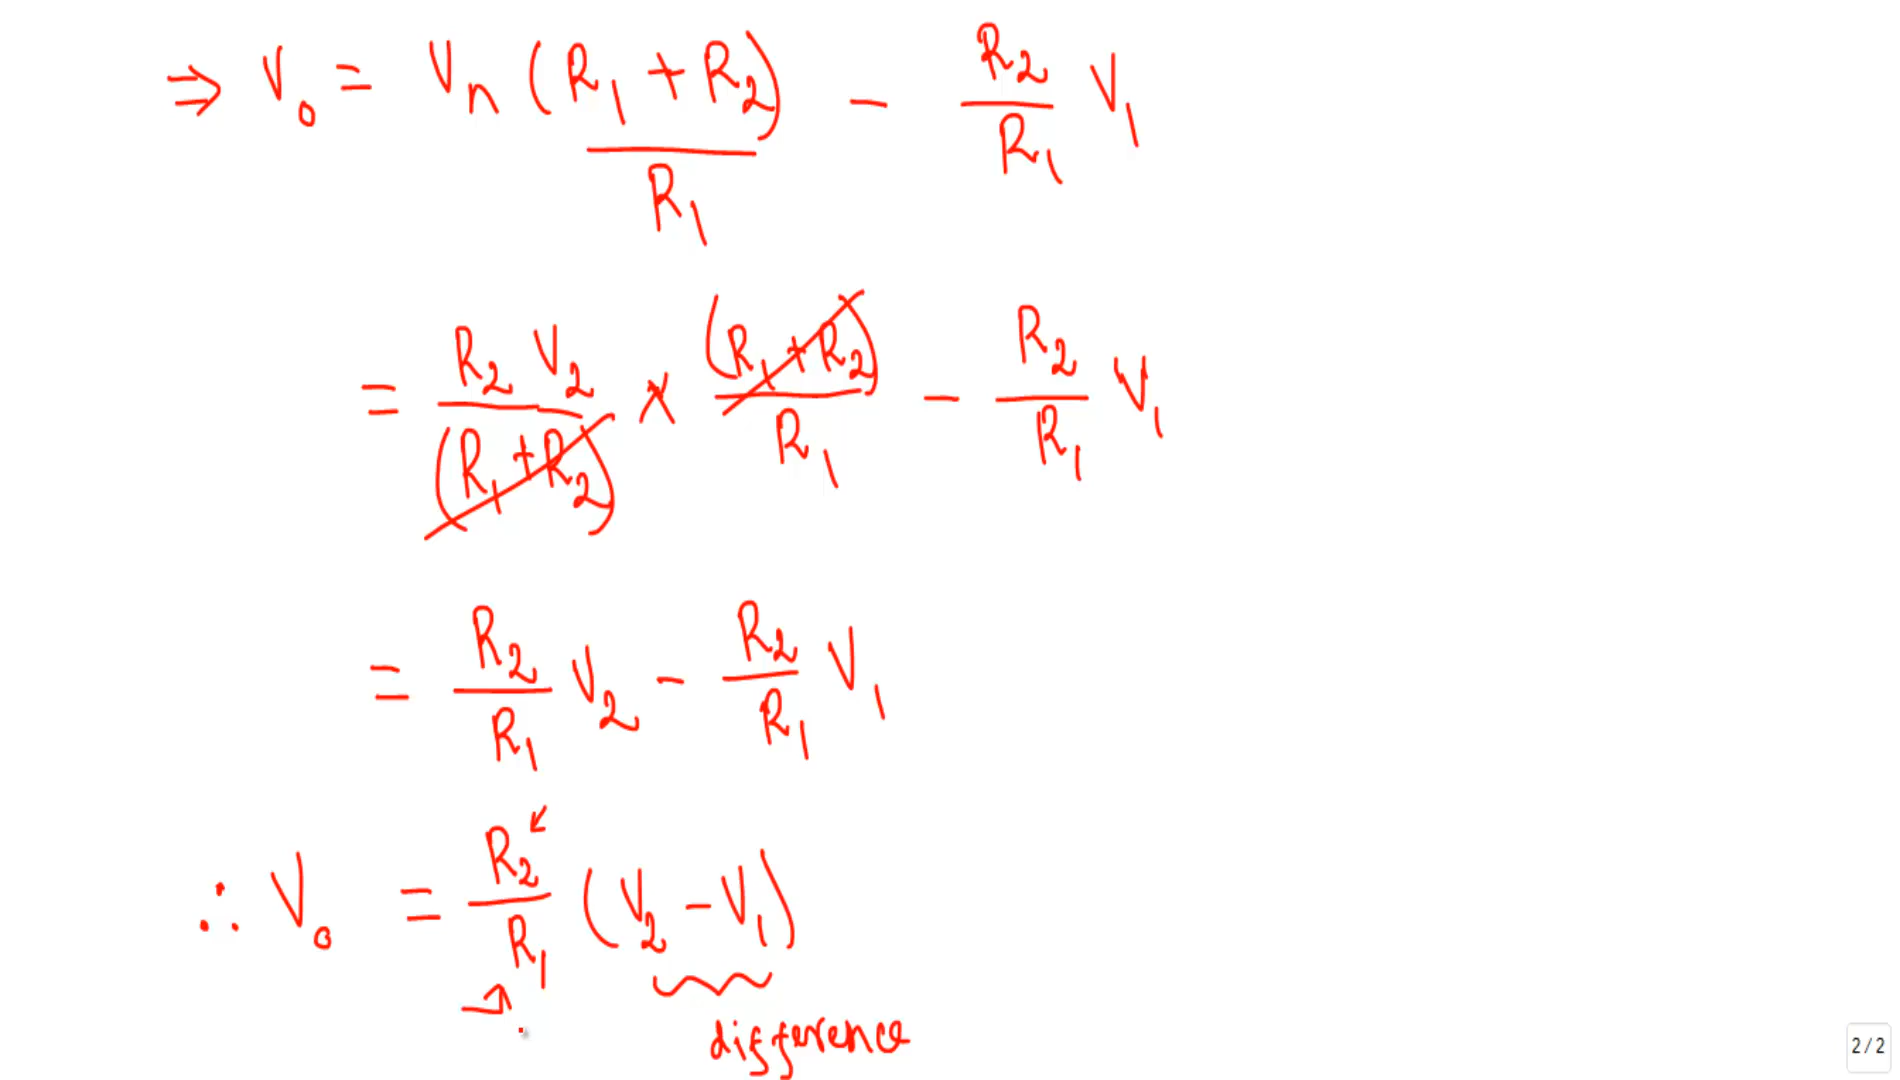 ⇒ V₀ = Vₙ (R₁ + R₂) / R₁ − R₂/R₁ V₁
= R₂ V₂ / (R₁ + R₂) × (R₁ + R₂) / R₁ − R₂/R₁ V₁
= R₂/R₁ V₂ − R₂/R₁ V₁
∴ V₀ = R₂/R₁ (V₂ − V₁)
difference
2 / 2